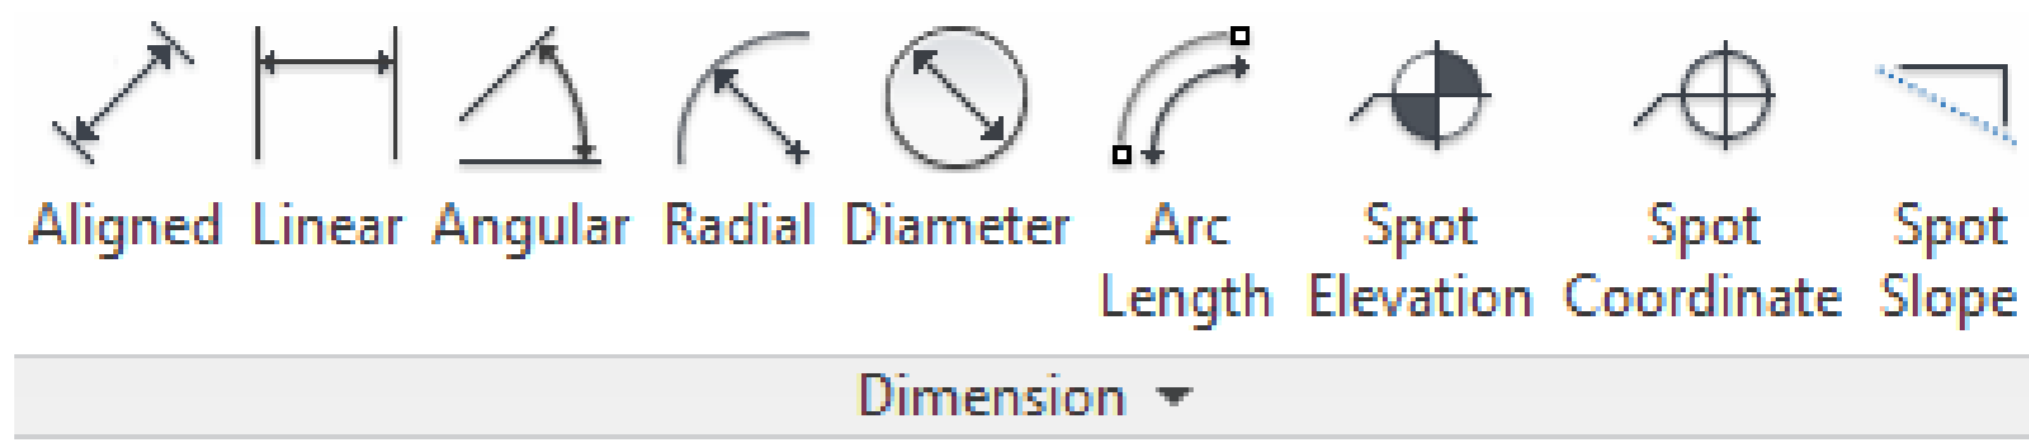 Aligned Linear Angular Radial Diameter Arc Length Spot Elevation Spot Coordinate Spot Slope
Dimension